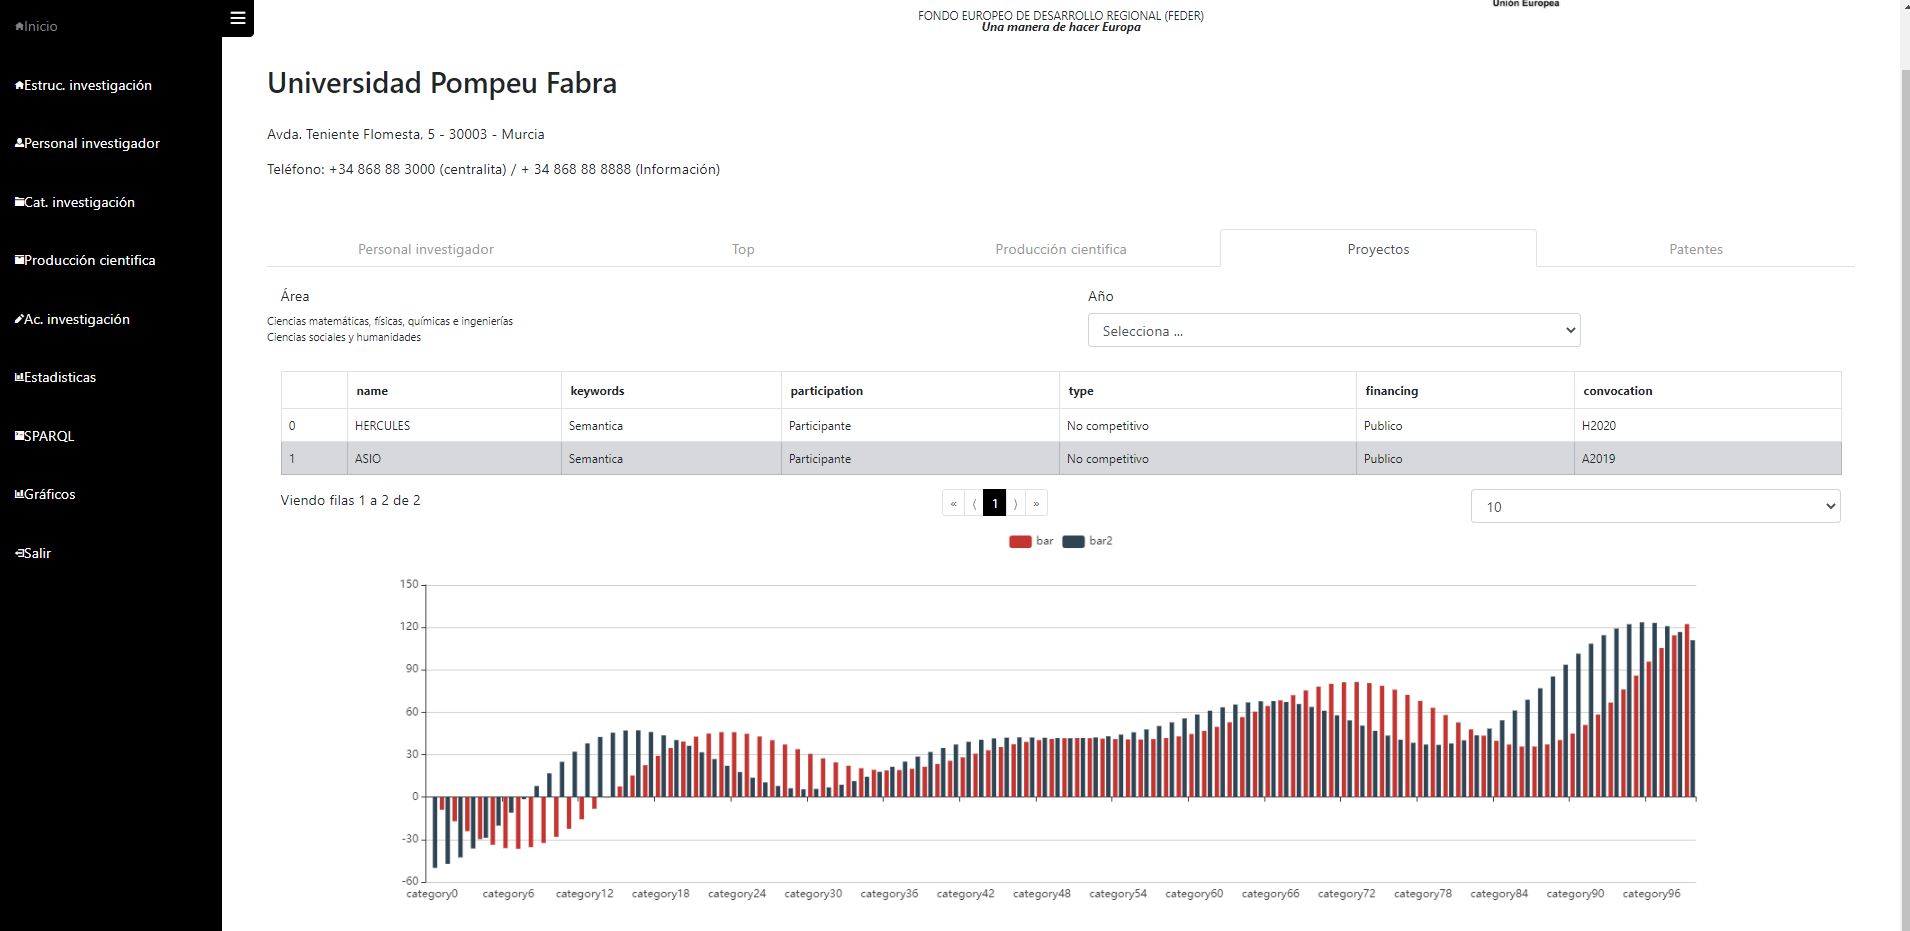 Unión Europea
FONDO EUROPEO DE DESARROLLO REGIONAL (FEDER)
Una manera de hacer Europa
Inicio
Estruc. investigación
Personal investigador
Cat. investigación
Producción cientifica
Ac. investigación
Estadisticas
SPARQL
Gráficos
Salir
Universidad Pompeu Fabra
Avda. Teniente Flomesta, 5 - 30003 - Murcia
Teléfono: +34 868 88 3000 (centralita) / + 34 868 88 8888 (Información)
Personal investigador Top Producción cientifica Proyectos Patentes
Área Año
Ciencias matemáticas, físicas, químicas e ingenierías
Ciencias sociales y humanidades
Selecciona ...
name keywords participation type financing convocation
0 HERCULES Semantica Participante No competitivo Publico H2020
1 ASIO Semantica Participante No competitivo Publico A2019
Viendo filas 1 a 2 de 2 « ⟨ 1 ⟩ » 10
bar bar2
150
120
90
60
30
0
-30
-60
category0 category6 category12 category18 category24 category30 category36 category42 category48 category54 category60 category66 category72 category78 category84 category90 category96